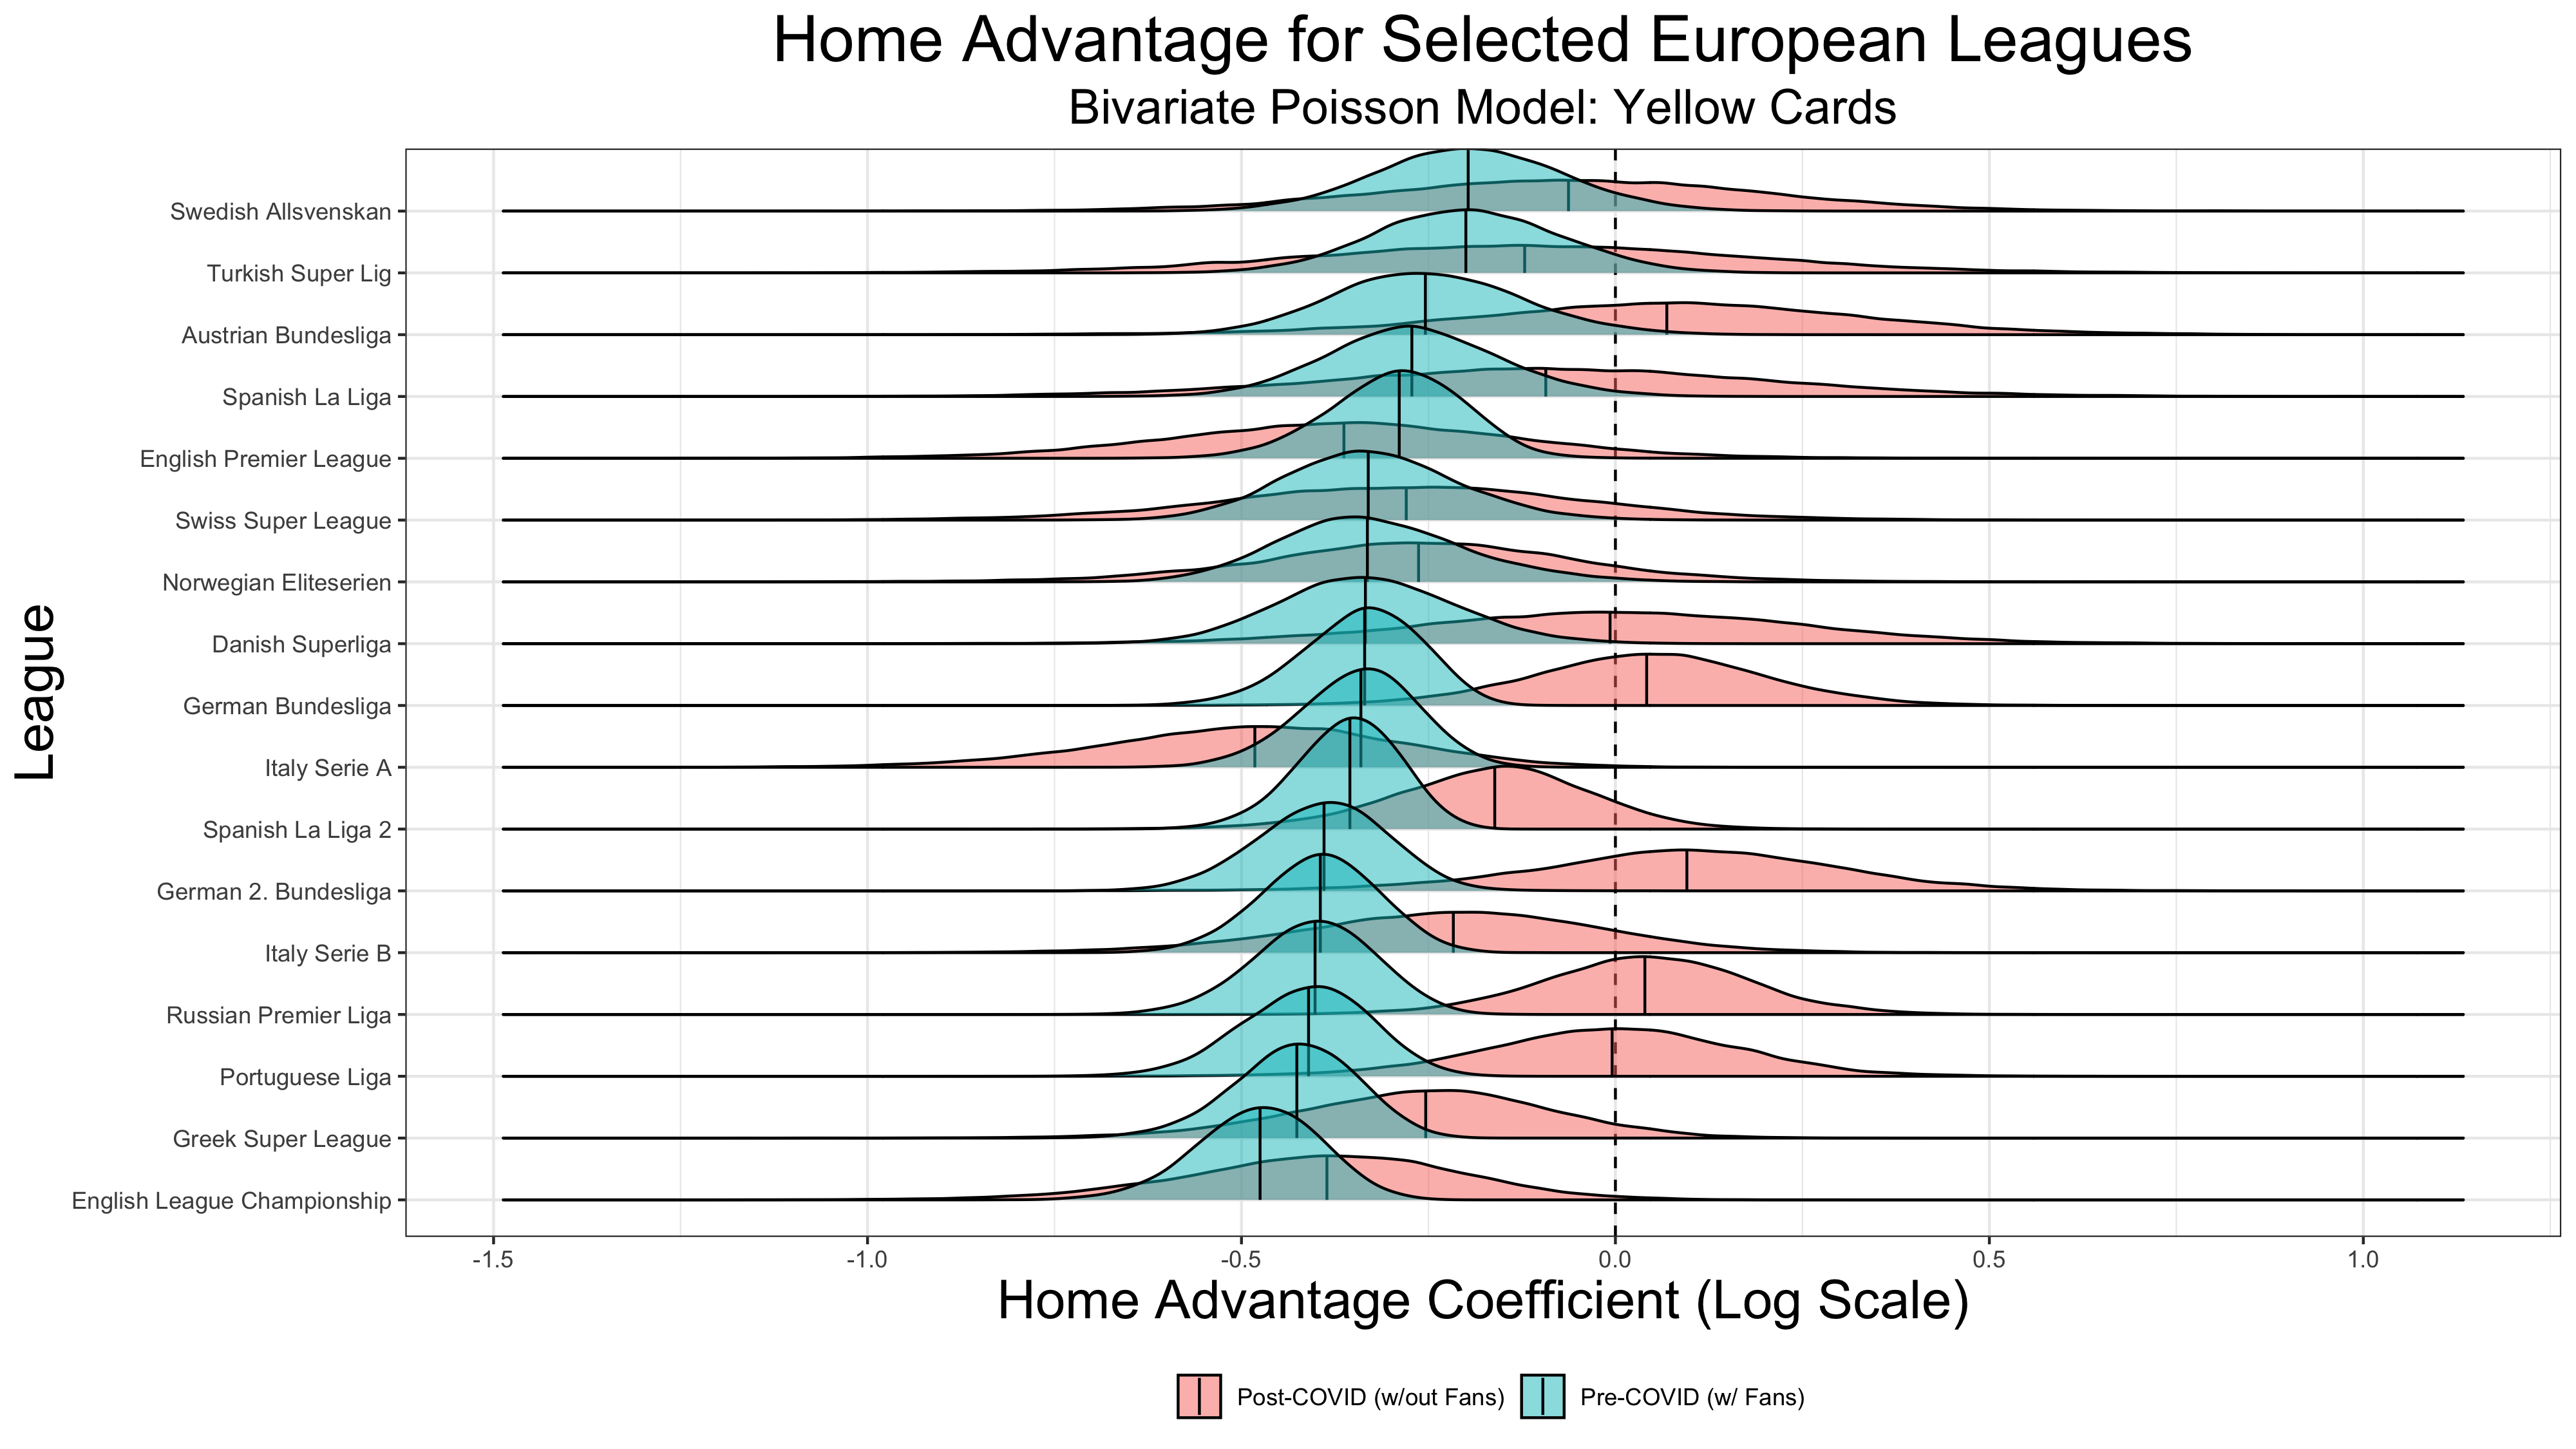 Home Advantage for Selected European Leagues
Bivariate Poisson Model: Yellow Cards
League
Swedish Allsvenskan
Turkish Super Lig
Austrian Bundesliga
Spanish La Liga
English Premier League
Swiss Super League
Norwegian Eliteserien
Danish Superliga
German Bundesliga
Italy Serie A
Spanish La Liga 2
German 2. Bundesliga
Italy Serie B
Russian Premier Liga
Portuguese Liga
Greek Super League
English League Championship
-1.5 -1.0 -0.5 0.0 0.5 1.0
Home Advantage Coefficient (Log Scale)
Post-COVID (w/out Fans) Pre-COVID (w/ Fans)